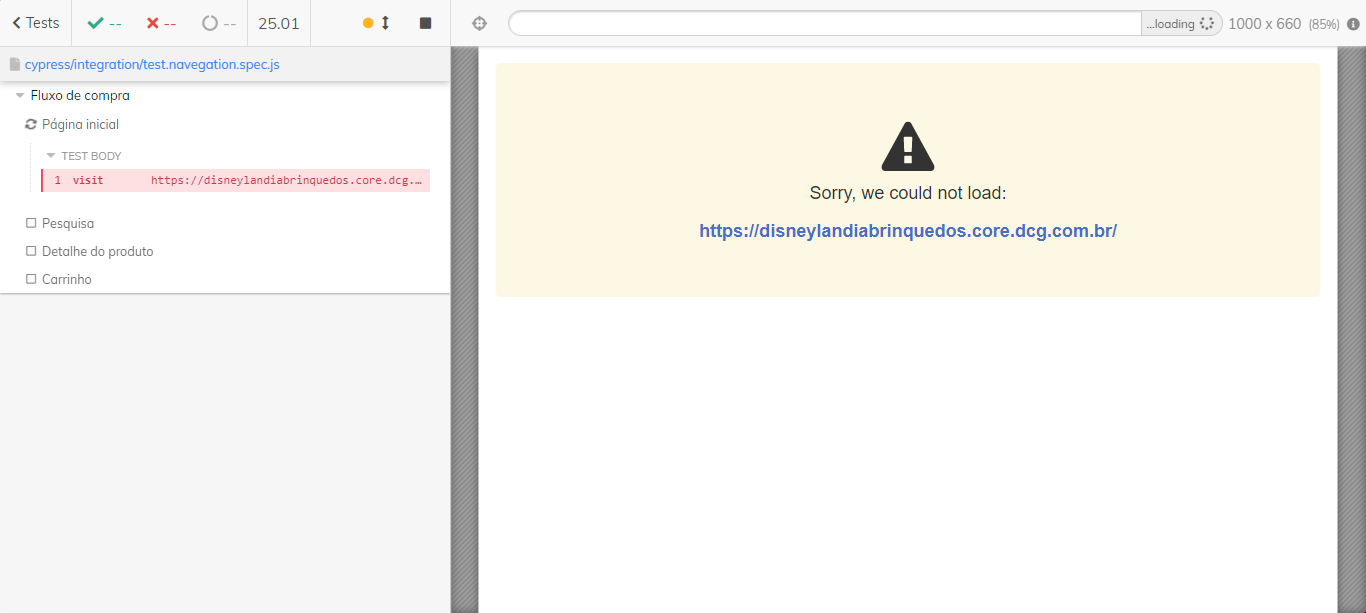 Tests -- -- -- 25.01 ...loading 1000 x 660 (85%)
cypress/integration/test.navegation.spec.js
Fluxo de compra
Página inicial
TEST BODY
1 visit https://disneylandiabrinquedos.core.dcg.…
Pesquisa
Detalhe do produto
Carrinho
Sorry, we could not load:
https://disneylandiabrinquedos.core.dcg.com.br/